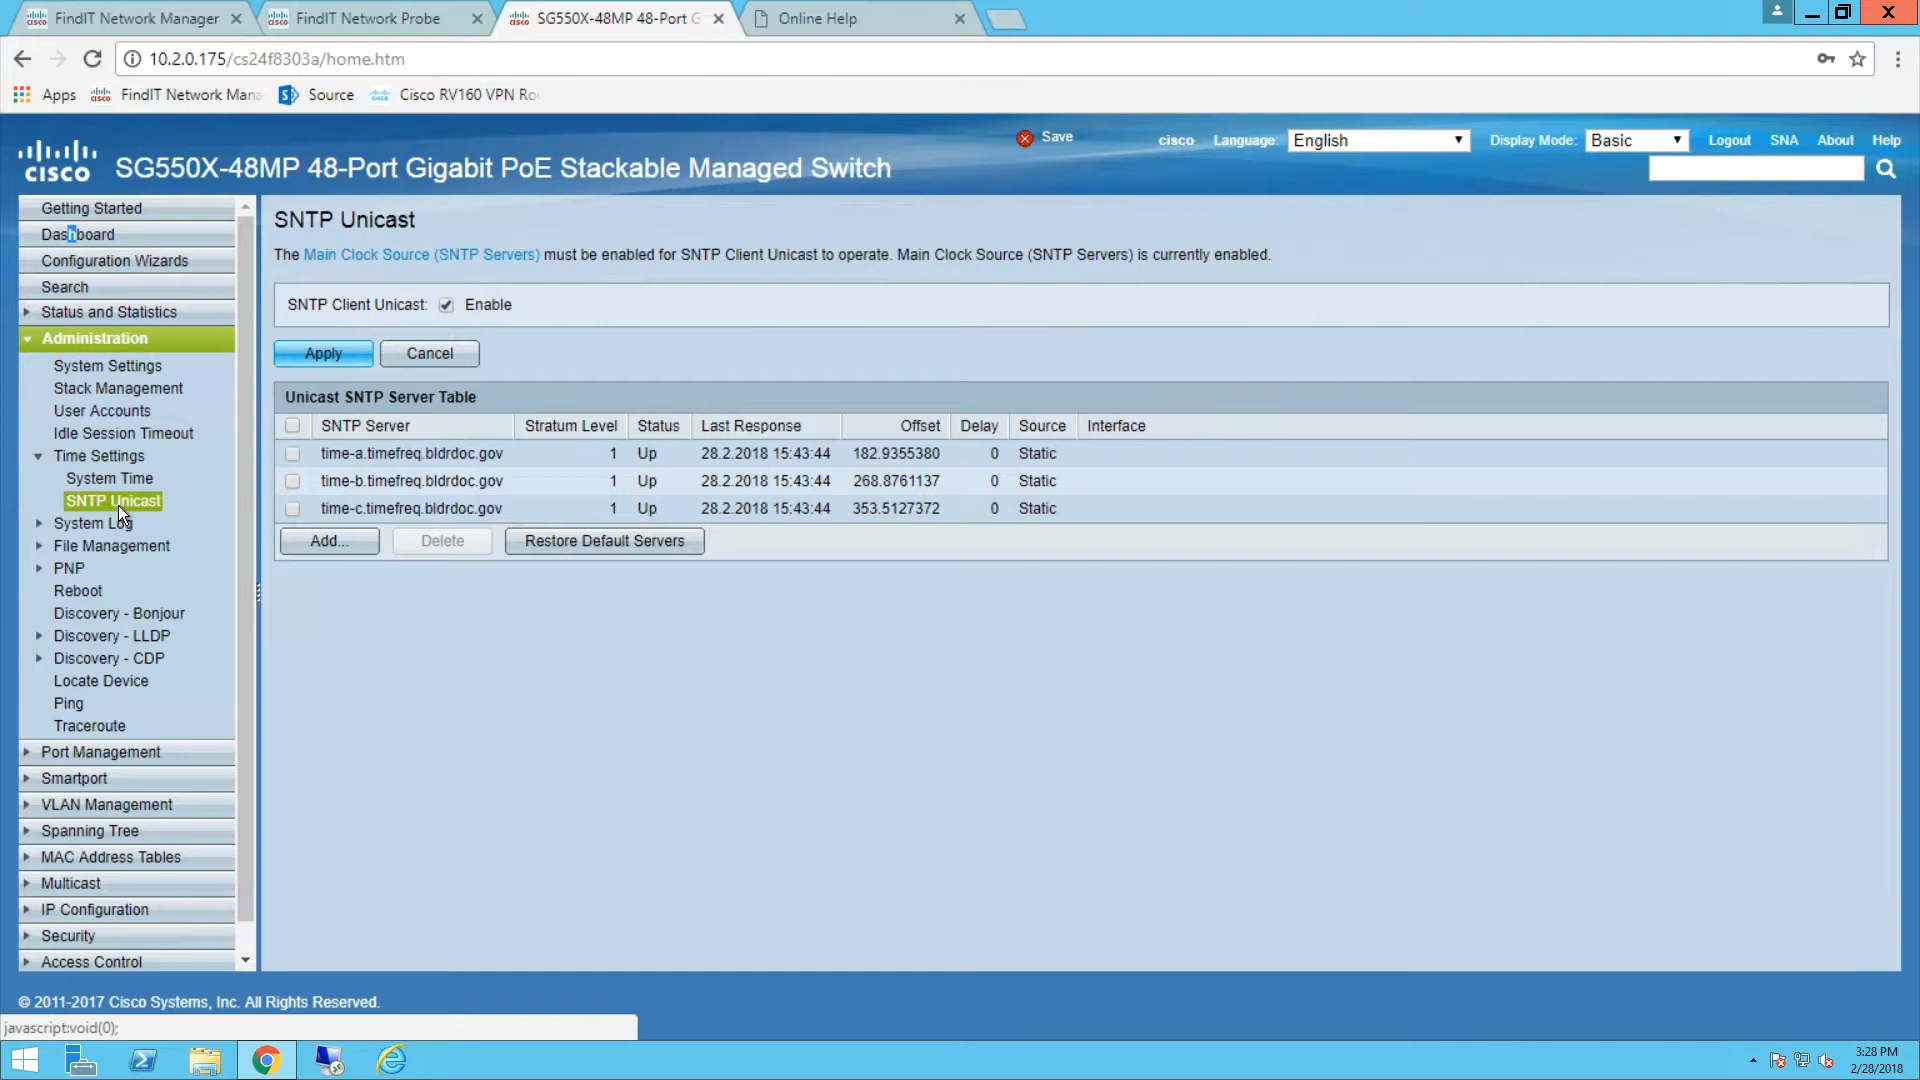 FindIT Network Manager
FindIT Network Probe
SG550X-48MP 48-Port G
Online Help
10.2.0.175/cs24f8303a/home.htm
Apps
FindIT Network Mana
Source
Cisco RV160 VPN Ro
Save
cisco
Language:
English
Display Mode:
Basic
Logout
SNA
About
Help
CISCO
SG550X-48MP 48-Port Gigabit PoE Stackable Managed Switch
Getting Started
Dashboard
Configuration Wizards
Search
Status and Statistics
Administration
System Settings
Stack Management
User Accounts
Idle Session Timeout
Time Settings
System Time
SNTP Unicast
System Log
File Management
PNP
Reboot
Discovery - Bonjour
Discovery - LLDP
Discovery - CDP
Locate Device
Ping
Traceroute
Port Management
Smartport
VLAN Management
Spanning Tree
MAC Address Tables
Multicast
IP Configuration
Security
Access Control
SNTP Unicast
The Main Clock Source (SNTP Servers) must be enabled for SNTP Client Unicast to operate. Main Clock Source (SNTP Servers) is currently enabled.
SNTP Client Unicast: Enable
Apply Cancel
Unicast SNTP Server Table
SNTP Server Stratum Level Status Last Response Offset Delay Source Interface
time-a.timefreq.bldrdoc.gov 1 Up 28.2.2018 15:43:44 182.9355380 0 Static
time-b.timefreq.bldrdoc.gov 1 Up 28.2.2018 15:43:44 268.8761137 0 Static
time-c.timefreq.bldrdoc.gov 1 Up 28.2.2018 15:43:44 353.5127372 0 Static
Add... Delete Restore Default Servers
© 2011-2017 Cisco Systems, Inc. All Rights Reserved.
javascript:void(0);
3:28 PM
2/28/2018